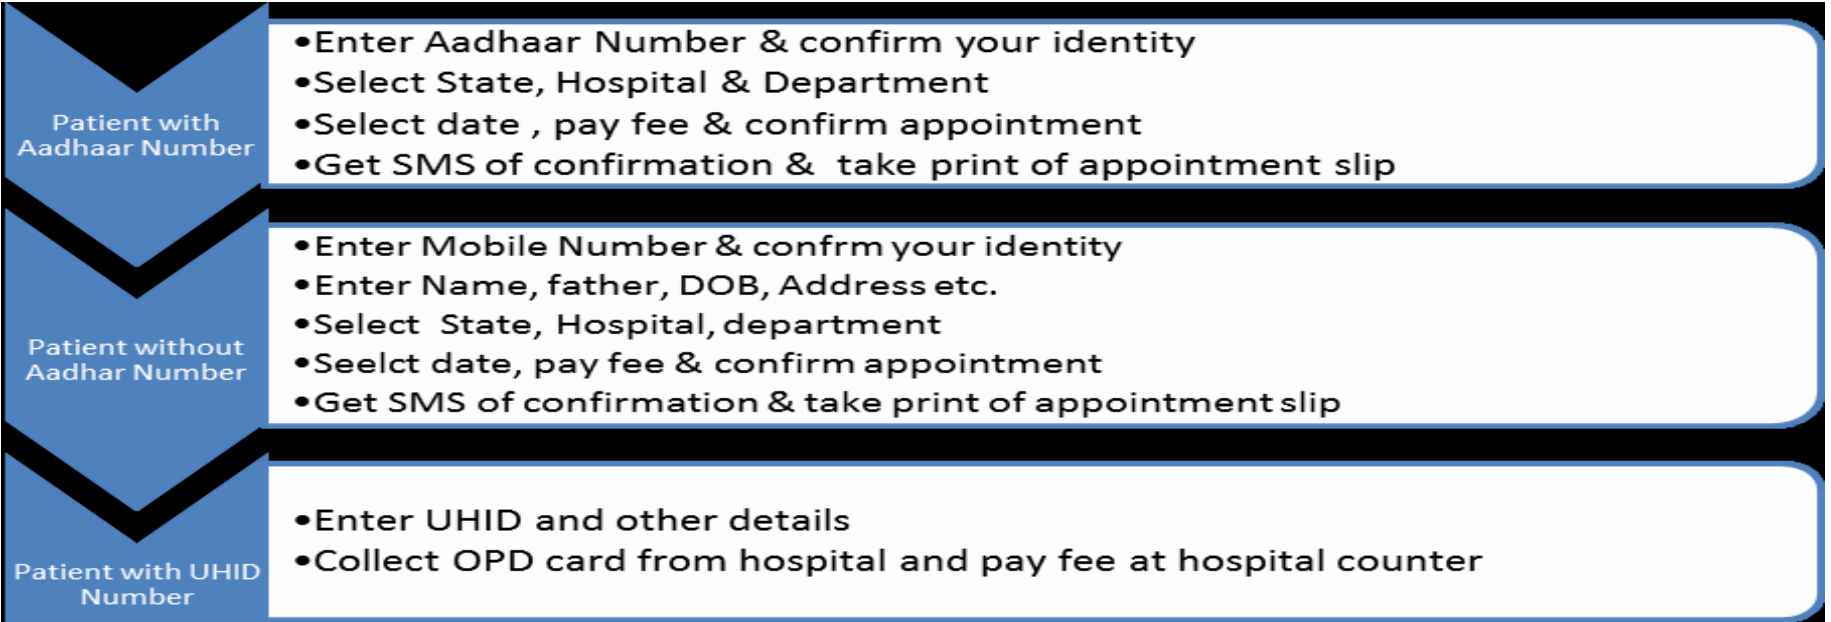 Patient with
Aadhaar Number
•Enter Aadhaar Number & confirm your identity
•Select State, Hospital & Department
•Select date , pay fee & confirm appointment
•Get SMS of confirmation &  take print of appointment slip
Patient without
Aadhar Number
•Enter Mobile Number & confrm your identity
•Enter Name, father, DOB, Address etc.
•Select  State, Hospital, department
•Seelct date, pay fee & confirm appointment
•Get SMS of confirmation & take print of appointment slip
Patient with UHID
Number
•Enter UHID and other details
•Collect OPD card from hospital and pay fee at hospital counter